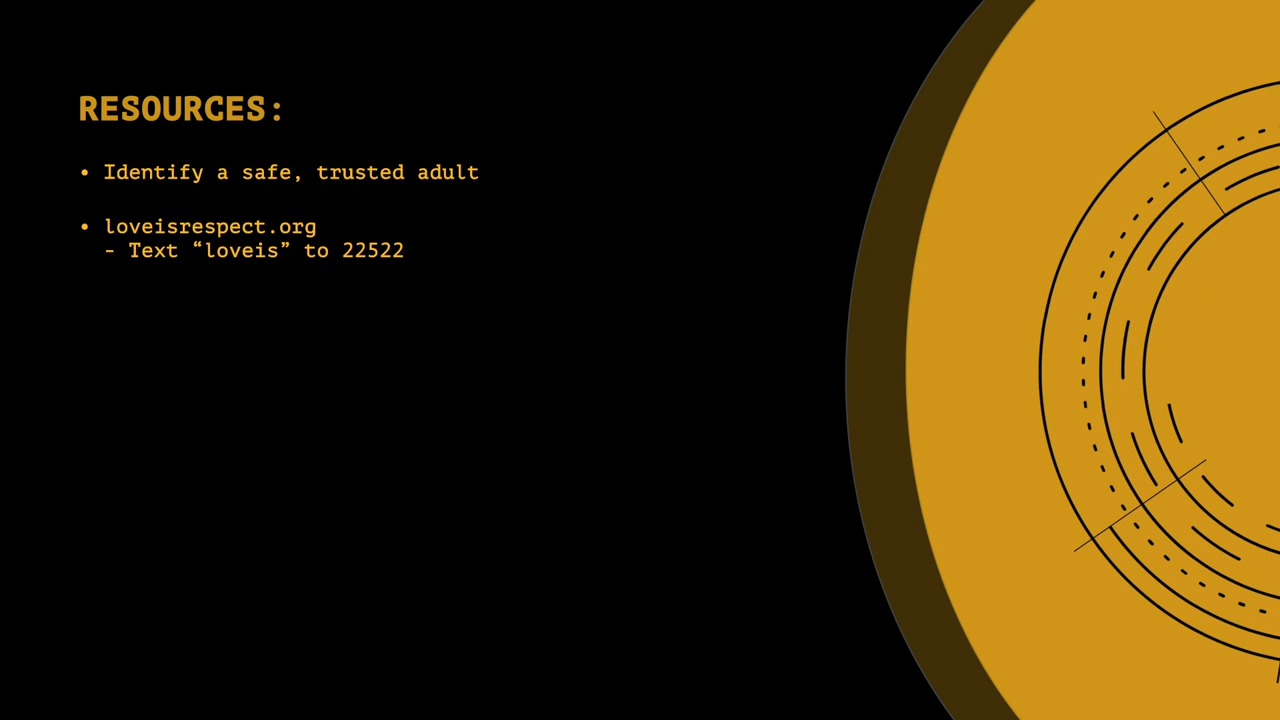 RESOURCES:
• Identify a safe, trusted adult
• loveisrespect.org
– Text “loveis” to 22522